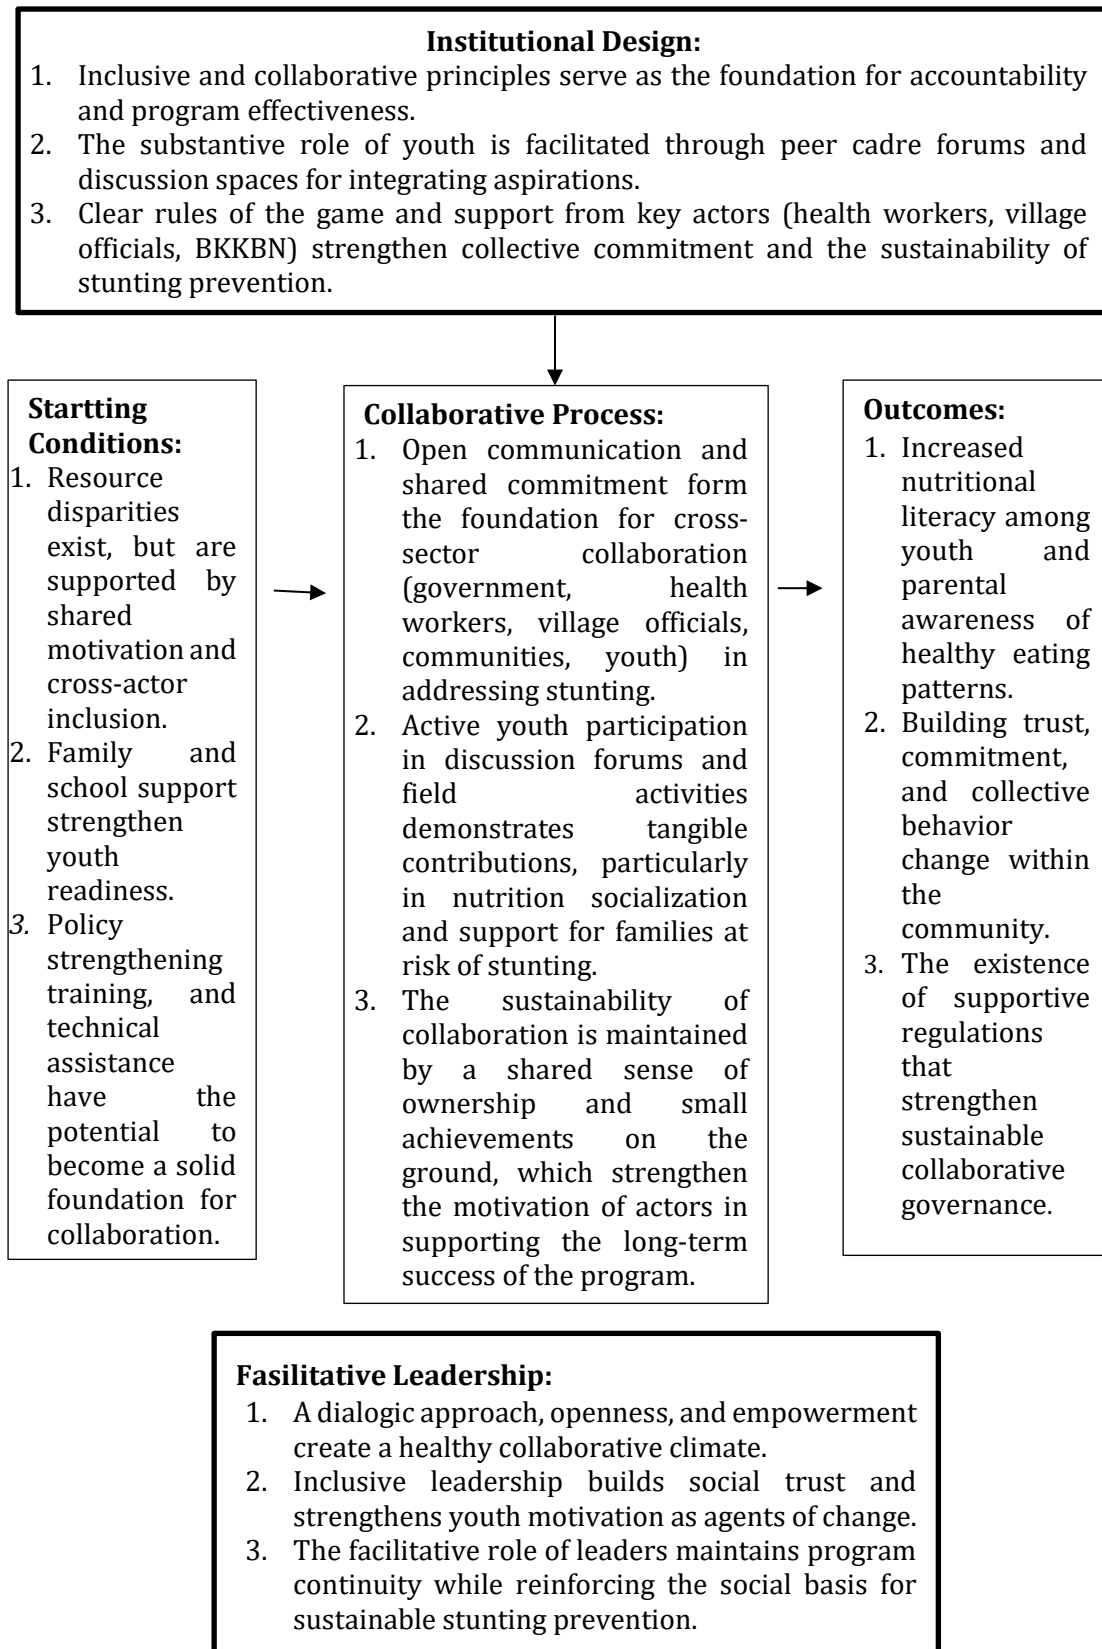 Institutional Design:
1. Inclusive and collaborative principles serve as the foundation for accountability
and program effectiveness.
2. The substantive role of youth is facilitated through peer cadre forums and
discussion spaces for integrating aspirations.
3. Clear rules of the game and support from key actors (health workers, village
officials, BKKBN) strengthen collective commitment and the sustainability of
stunting prevention.
Startting
Conditions:
1. Resource
disparities
exist, but are
supported by
shared
motivation and
cross-actor
inclusion.
2. Family and
school support
strengthen
youth
readiness.
3. Policy
strengthening
training, and
technical
assistance
have the
potential to
become a solid
foundation for
collaboration.
Collaborative Process:
1. Open communication and
shared commitment form
the foundation for cross-
sector collaboration
(government, health
workers, village officials,
communities, youth) in
addressing stunting.
2. Active youth participation
in discussion forums and
field activities
demonstrates tangible
contributions, particularly
in nutrition socialization
and support for families at
risk of stunting.
3. The sustainability of
collaboration is maintained
by a shared sense of
ownership and small
achievements on the
ground, which strengthen
the motivation of actors in
supporting the long-term
success of the program.
Outcomes:
1. Increased
nutritional
literacy among
youth and
parental
awareness of
healthy eating
patterns.
2. Building trust,
commitment,
and collective
behavior
change within
the
community.
3. The existence
of supportive
regulations
that
strengthen
sustainable
collaborative
governance.
Fasilitative Leadership:
1. A dialogic approach, openness, and empowerment
create a healthy collaborative climate.
2. Inclusive leadership builds social trust and
strengthens youth motivation as agents of change.
3. The facilitative role of leaders maintains program
continuity while reinforcing the social basis for
sustainable stunting prevention.